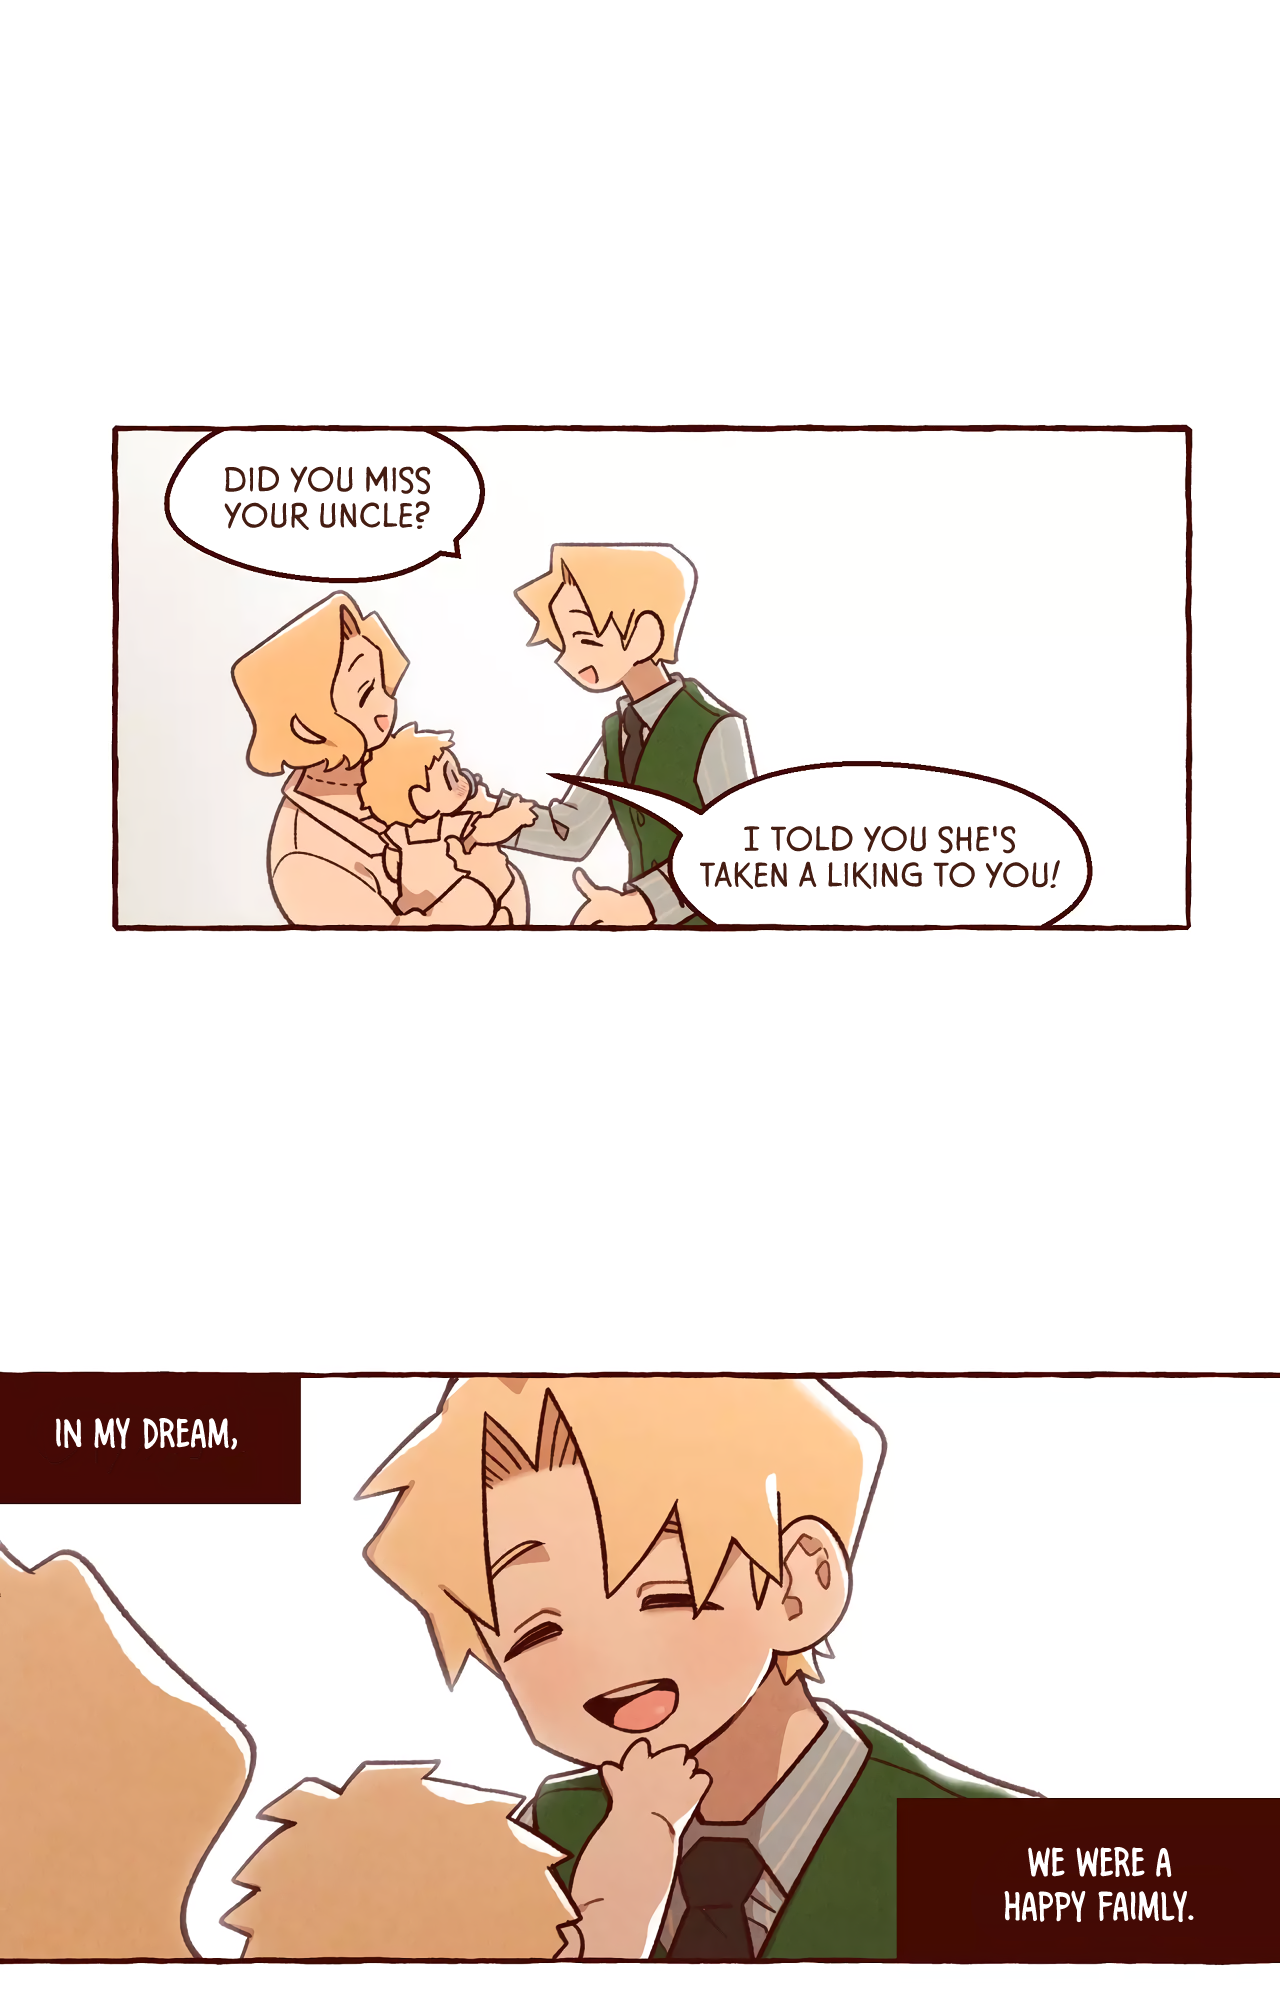 DID YOU MISS
YOUR UNCLE?
I TOLD YOU SHE'S
TAKEN A LIKING TO YOU!
IN MY DREAM,
WE WERE A
HAPPY FAIMLY.